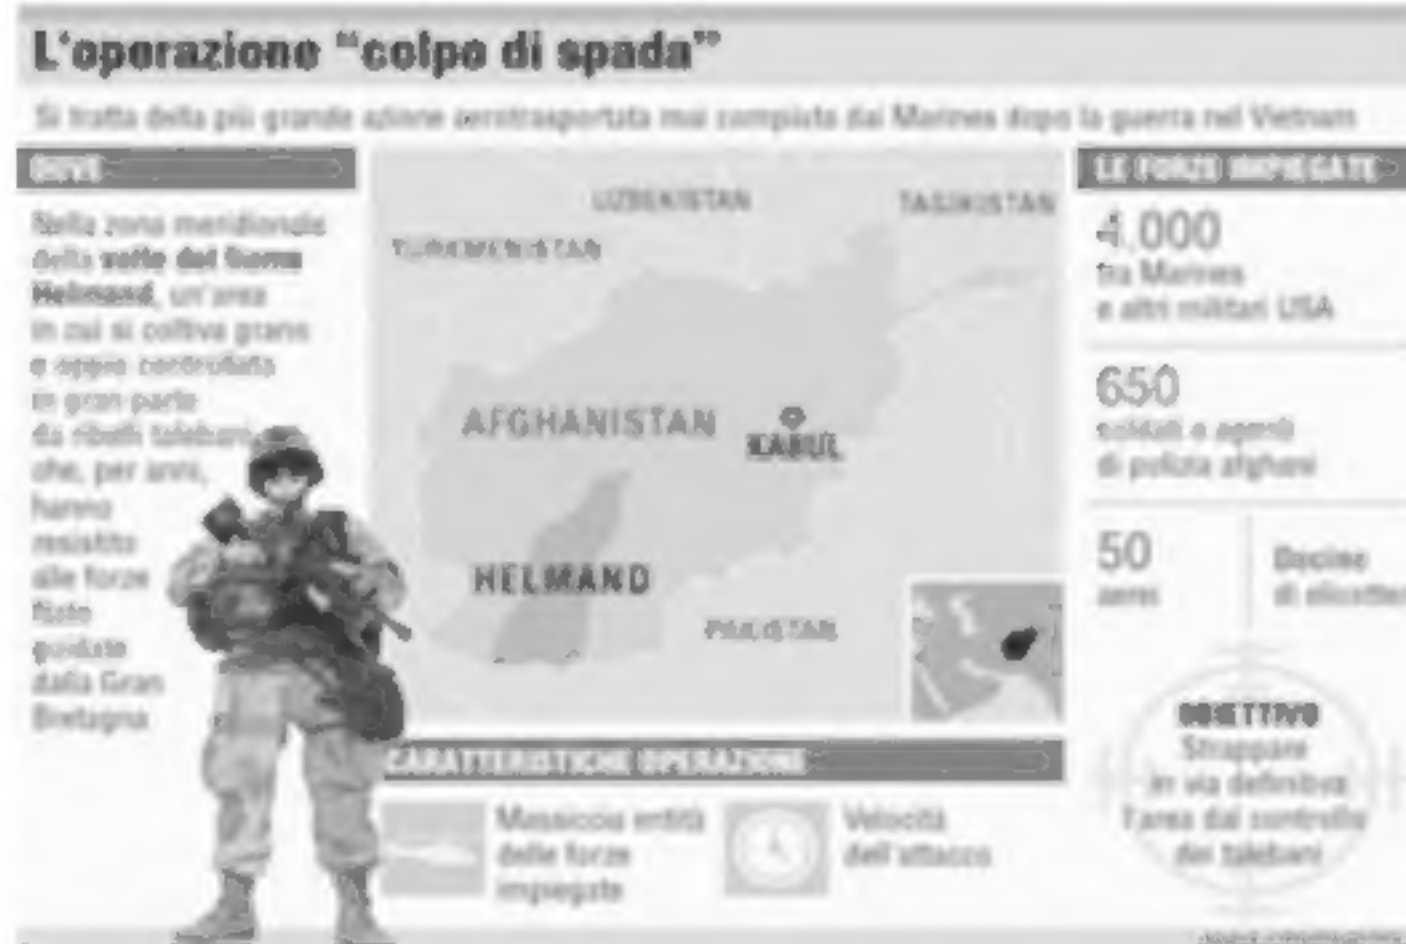 L'operazione "colpo di spada"
Si tratta della più grande azione aerotrasportata mai compiuta dai Marines dopo la guerra nel Vietnam
DOVE
Nella zona meridionale
della valle del fiume
Helmand, un'area
in cui si coltiva grano
e oppio controllata
in gran parte
da ribelli talebani
che, per anni,
hanno
resistito
alle forze
Nato
guidate
dalla Gran
Bretagna
UZBEKISTAN
TAGIKISTAN
TURKMENISTAN
AFGHANISTAN
KABUL
HELMAND
PAKISTAN
CARATTERISTICHE OPERAZIONE
Massiccia entità
delle forze
impiegate
Velocità
dell'attacco
LE FORZE IMPIEGATE
4.000
tra Marines
e altri militari USA
650
soldati e agenti
di polizia afghani
50
aerei
Decine
di elicotteri
OBIETTIVO
Strappare
in via definitiva
l'area dal controllo
dei talebani